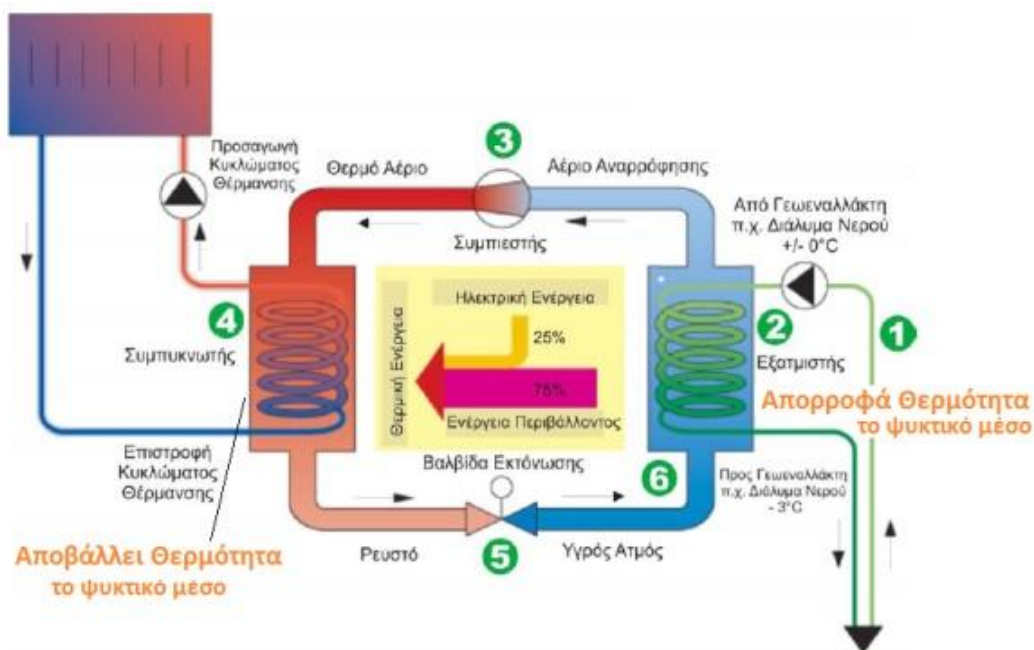 Προσαγωγή
Κυκλώματος
Θέρμανσης
Θερμό Αέριο
3
Αέριο Αναρρόφησης
Συμπιεστής
Από Γεωεναλλάκτη
π.χ. Διάλυμα Νερού
+/- 0°C
4
Συμπυκνωτής
Ηλεκτρική Ενέργεια
25%
Θερμική Ενέργεια
75%
Ενέργεια Περιβάλλοντος
2
Εξατμιστής
1
Απορροφά Θερμότητα
το ψυκτικό μέσο
Επιστροφή
Κυκλώματος
Θέρμανσης
Βαλβίδα Εκτόνωσης
6
Προς Γεωεναλλάκτη
π.χ. Διάλυμα Νερού
- 3°C
Αποβάλλει Θερμότητα
το ψυκτικό μέσο
Ρευστό
5
Υγρός Ατμός